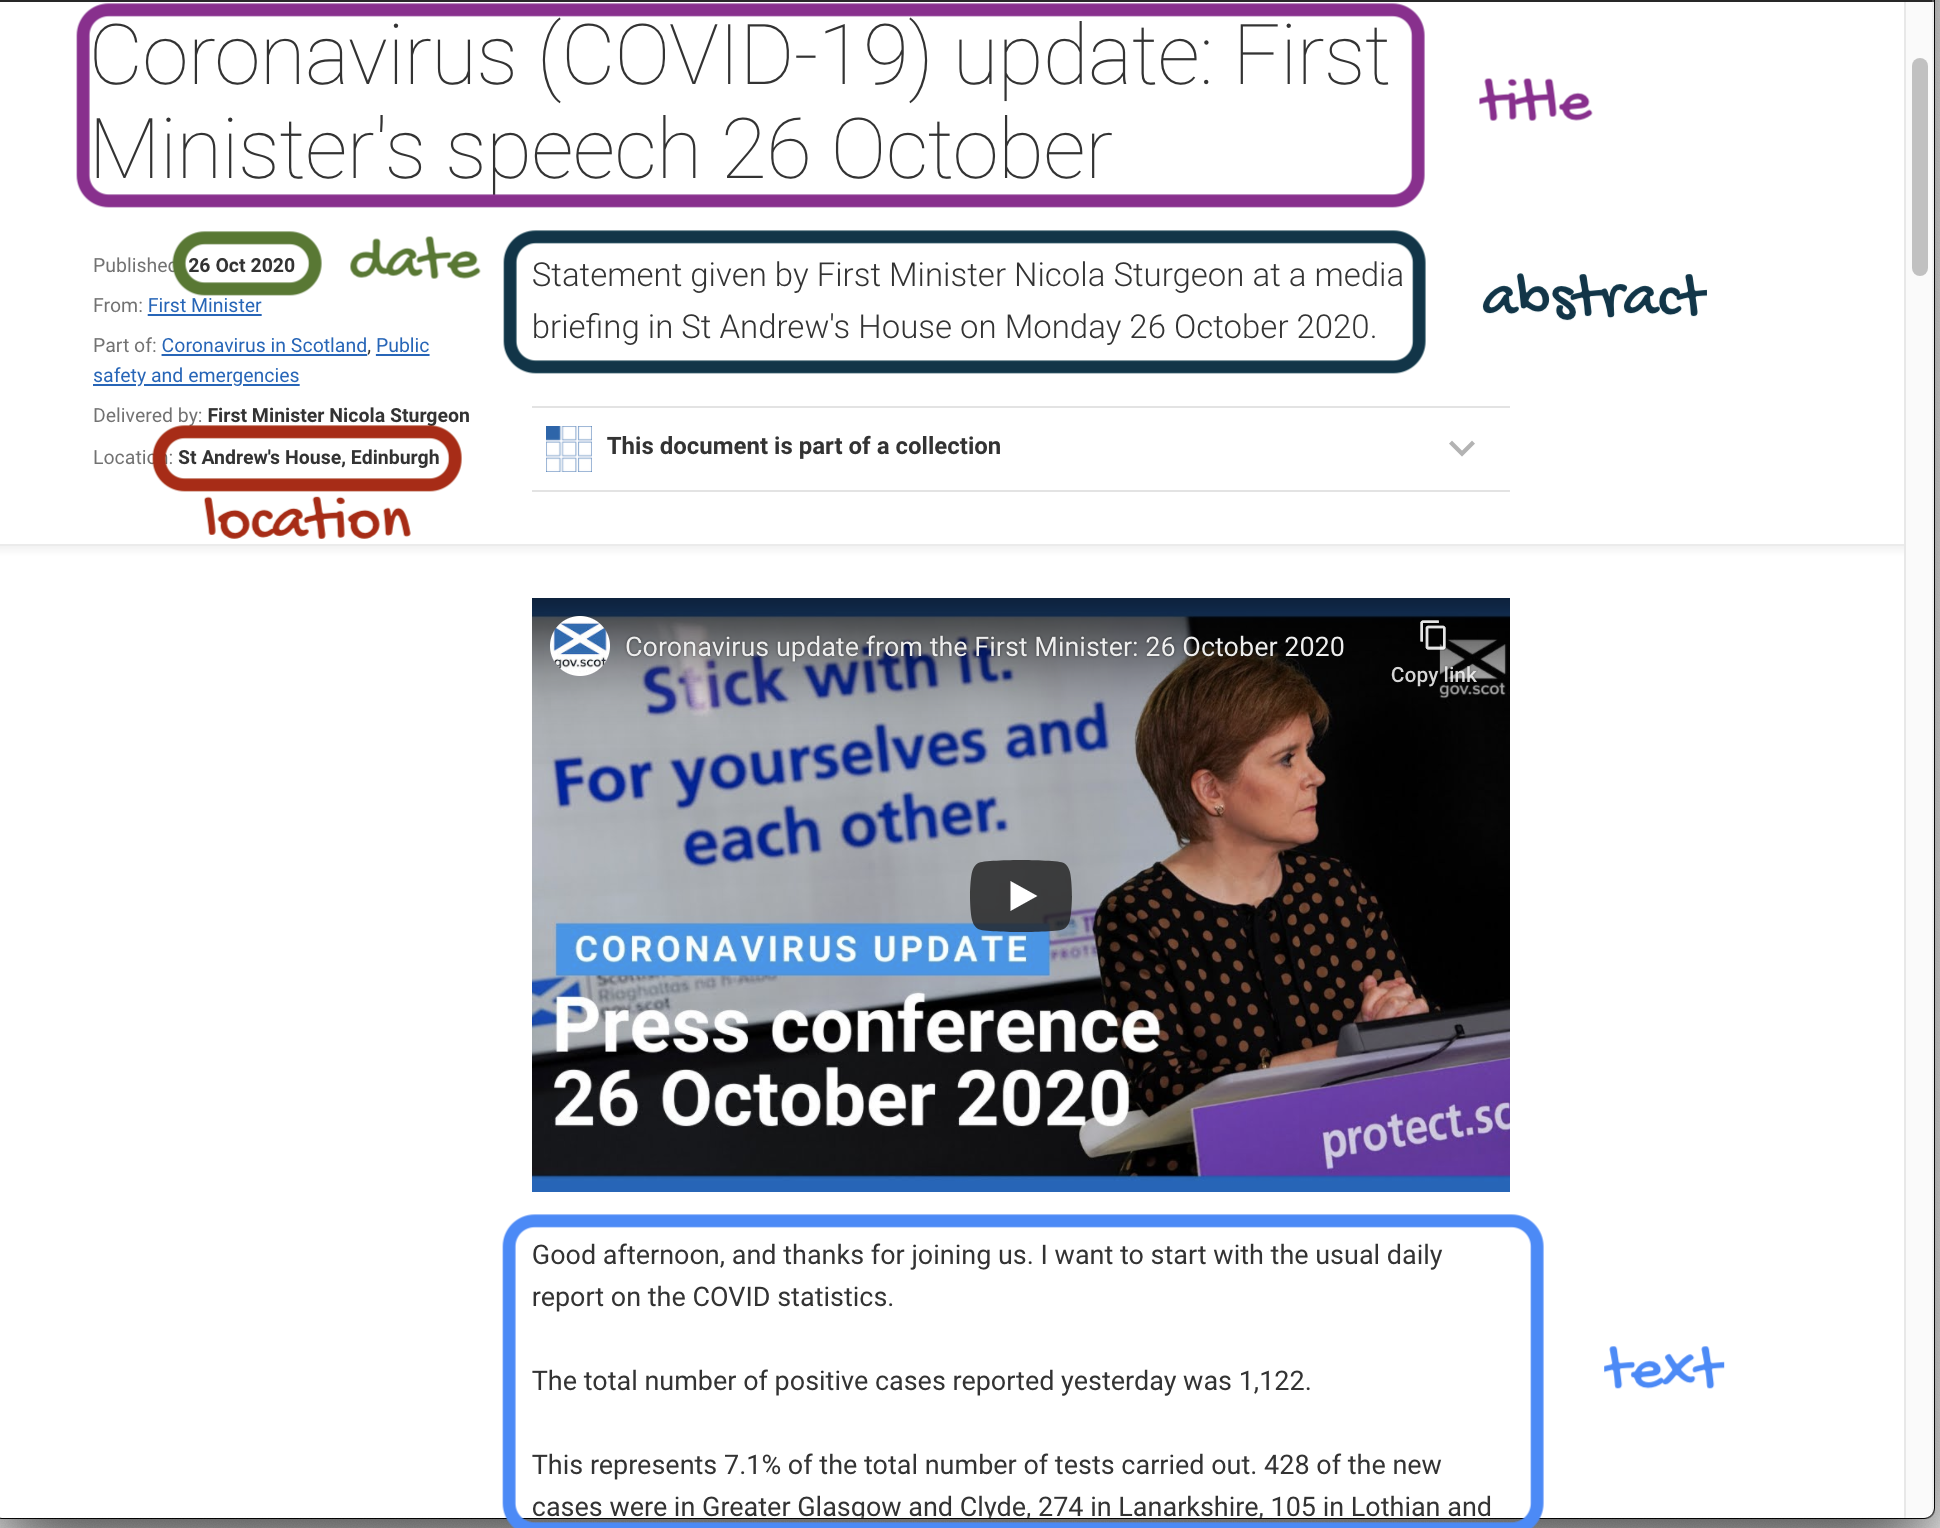 Coronavirus (COVID-19) update: First
Minister's speech 26 October
title
Published: 26 Oct 2020
date
From: First Minister
Part of: Coronavirus in Scotland, Public
safety and emergencies
Delivered by: First Minister Nicola Sturgeon
Location: St Andrew's House, Edinburgh
location
Statement given by First Minister Nicola Sturgeon at a media
briefing in St Andrew's House on Monday 26 October 2020.
abstract
This document is part of a collection
gov.scot
Coronavirus update from the First Minister: 26 October 2020
Copy link
gov.scot
Stick with it.
For yourselves and
each other.
CORONAVIRUS UPDATE
Riaghaltas na h-Alba
gov.scot
Press conference
26 October 2020
protect.sc
Good afternoon, and thanks for joining us. I want to start with the usual daily
report on the COVID statistics.
The total number of positive cases reported yesterday was 1,122.
This represents 7.1% of the total number of tests carried out. 428 of the new
cases were in Greater Glasgow and Clyde, 274 in Lanarkshire, 105 in Lothian and
text